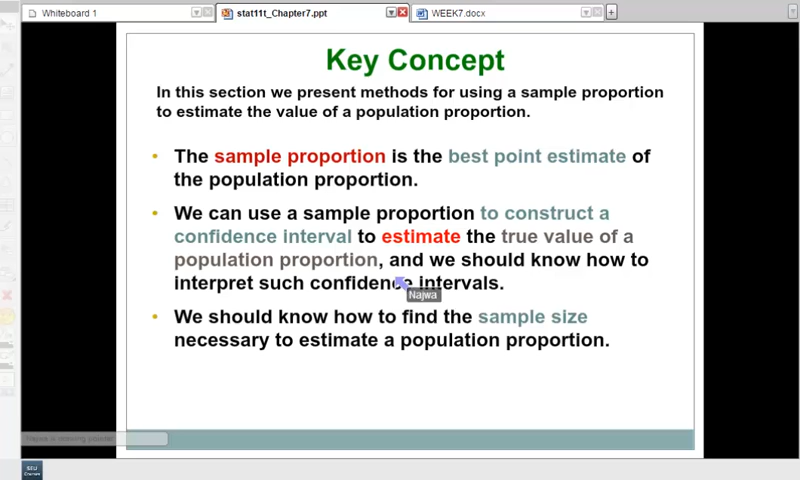 Whiteboard 1
stat11t_Chapter7.ppt
WEEK7.docx
Key Concept
In this section we present methods for using a sample proportion
to estimate the value of a population proportion.
• The sample proportion is the best point estimate of
the population proportion.
• We can use a sample proportion to construct a
confidence interval to estimate the true value of a
population proportion, and we should know how to
interpret such confidence intervals.
Najwa
• We should know how to find the sample size
necessary to estimate a population proportion.
SEU